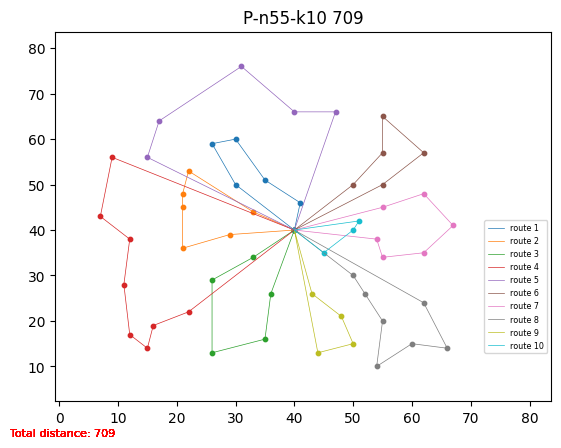 P-n55-k10 709
80
70
60
50
40
30
20
10
0 10 20 30 40 50 60 70 80
route 1
route 2
route 3
route 4
route 5
route 6
route 7
route 8
route 9
route 10
Total distance: 709